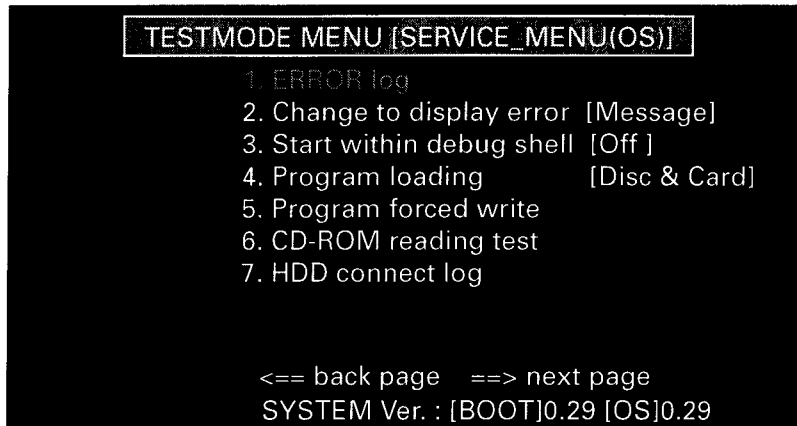 TESTMODE MENU [SERVICE_MENU(OS)]
1. ERROR log
2. Change to display error [Message]
3. Start within debug shell [Off ]
4. Program loading [Disc & Card]
5. Program forced write
6. CD-ROM reading test
7. HDD connect log
<== back page ==> next page
SYSTEM Ver. : [BOOT]0.29 [OS]0.29